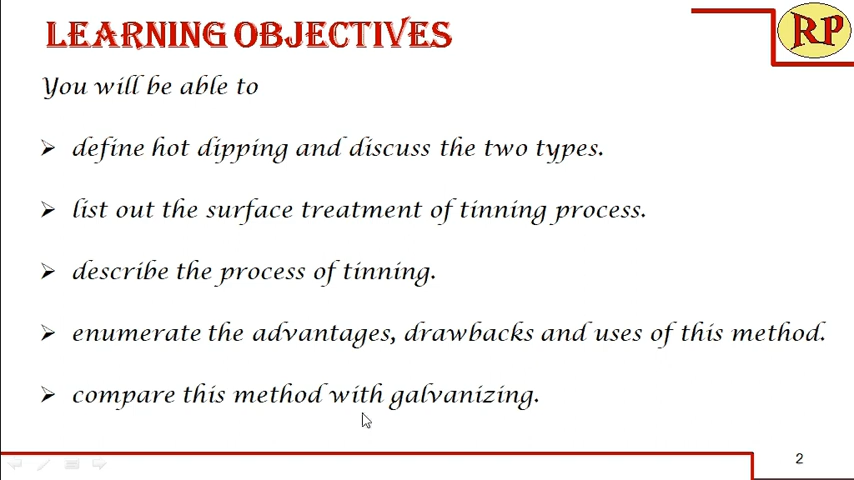 LEARNING OBJECTIVES
RP
You will be able to
➢ define hot dipping and discuss the two types.
➢ list out the surface treatment of tinning process.
➢ describe the process of tinning.
➢ enumerate the advantages, drawbacks and uses of this method.
➢ compare this method with galvanizing.
2